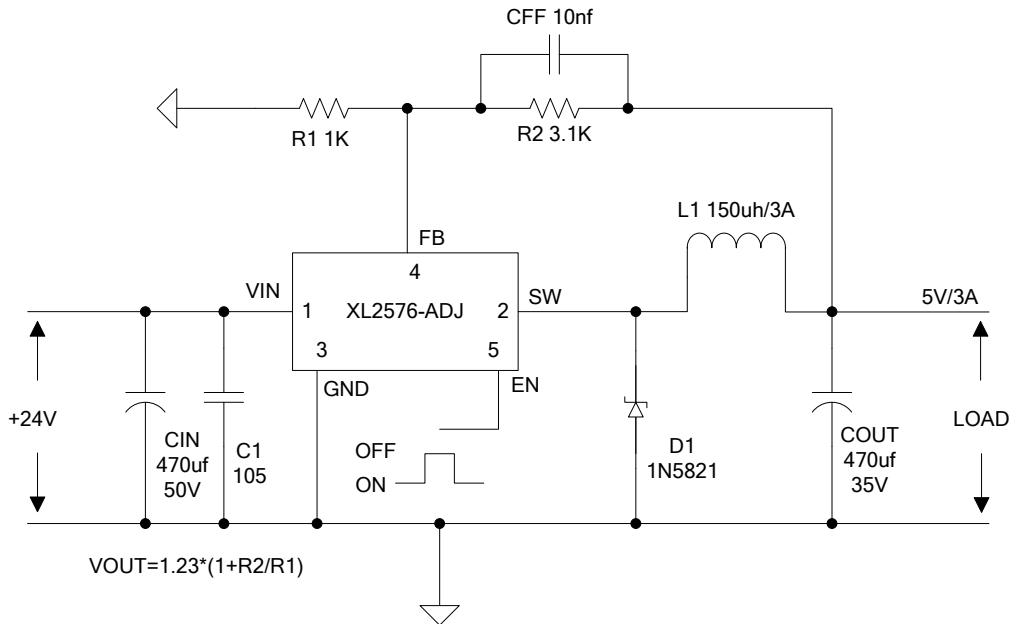 CFF 10nf
R1 1K
R2 3.1K
L1 150uh/3A
FB
4
VIN
1
XL2576-ADJ
2
SW
5V/3A
3
5
GND
EN
+24V
CIN
470uf
50V
C1
105
OFF
ON
D1
1N5821
COUT
470uf
35V
LOAD
VOUT=1.23*(1+R2/R1)